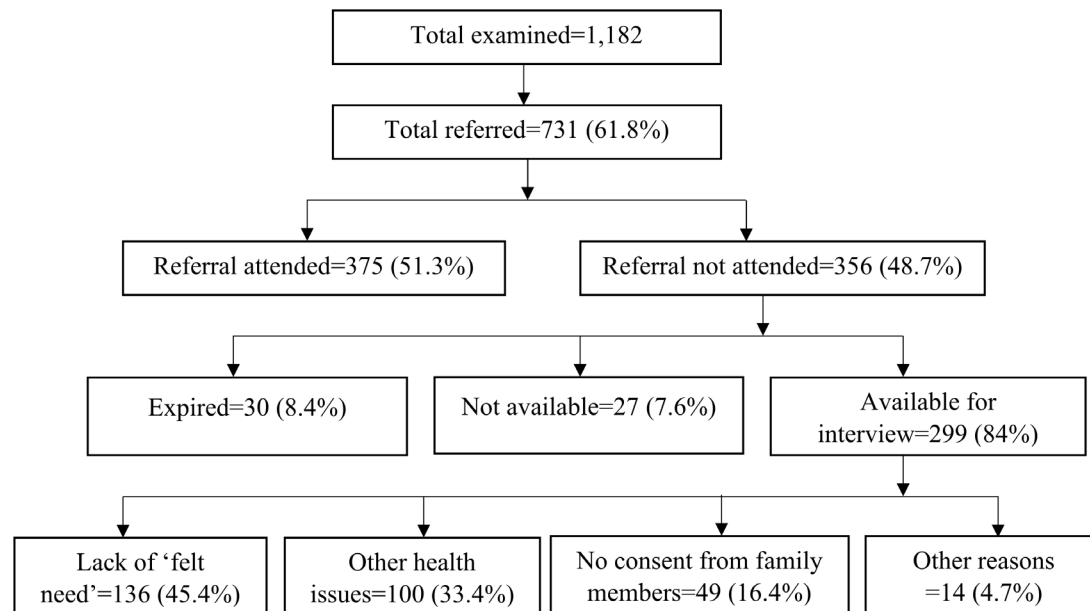 Total examined=1,182
Total referred=731 (61.8%)
Referral attended=375 (51.3%)
Referral not attended=356 (48.7%)
Expired=30 (8.4%)
Not available=27 (7.6%)
Available for
interview=299 (84%)
Lack of ‘felt
need’=136 (45.4%)
Other health
issues=100 (33.4%)
No consent from family
members=49 (16.4%)
Other reasons
=14 (4.7%)